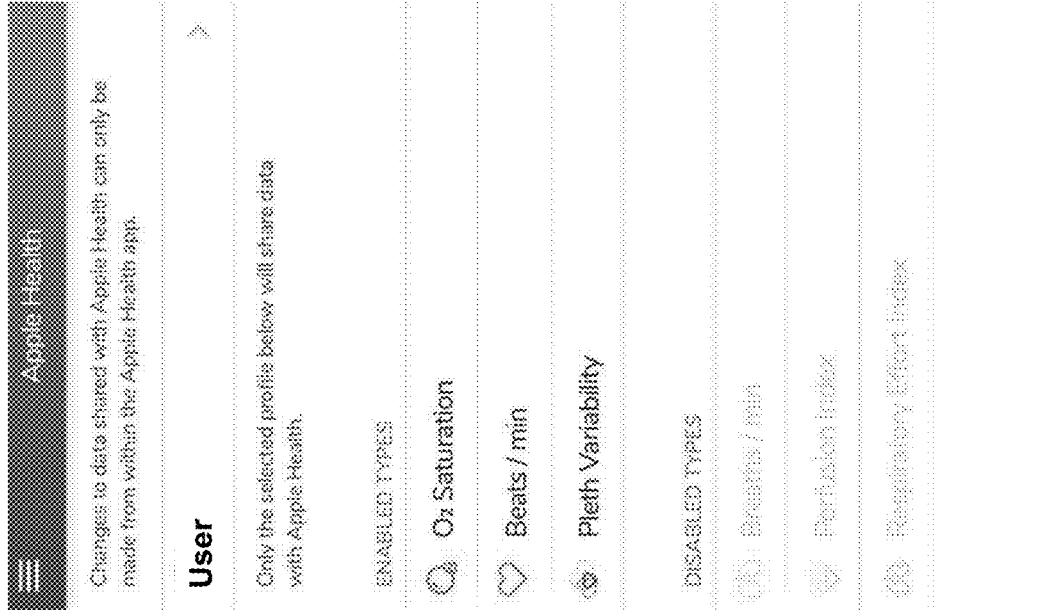 Apple Health
Changes to data shared with Apple Health can only be
made from within the Apple Health app.
User
Only the selected profile below will share data
with Apple Health.
ENABLED TYPES
O₂ Saturation
Beats / min
Pleth Variability
DISABLED TYPES
Breaths / min
Perfusion Index
Respiratory Effort Index